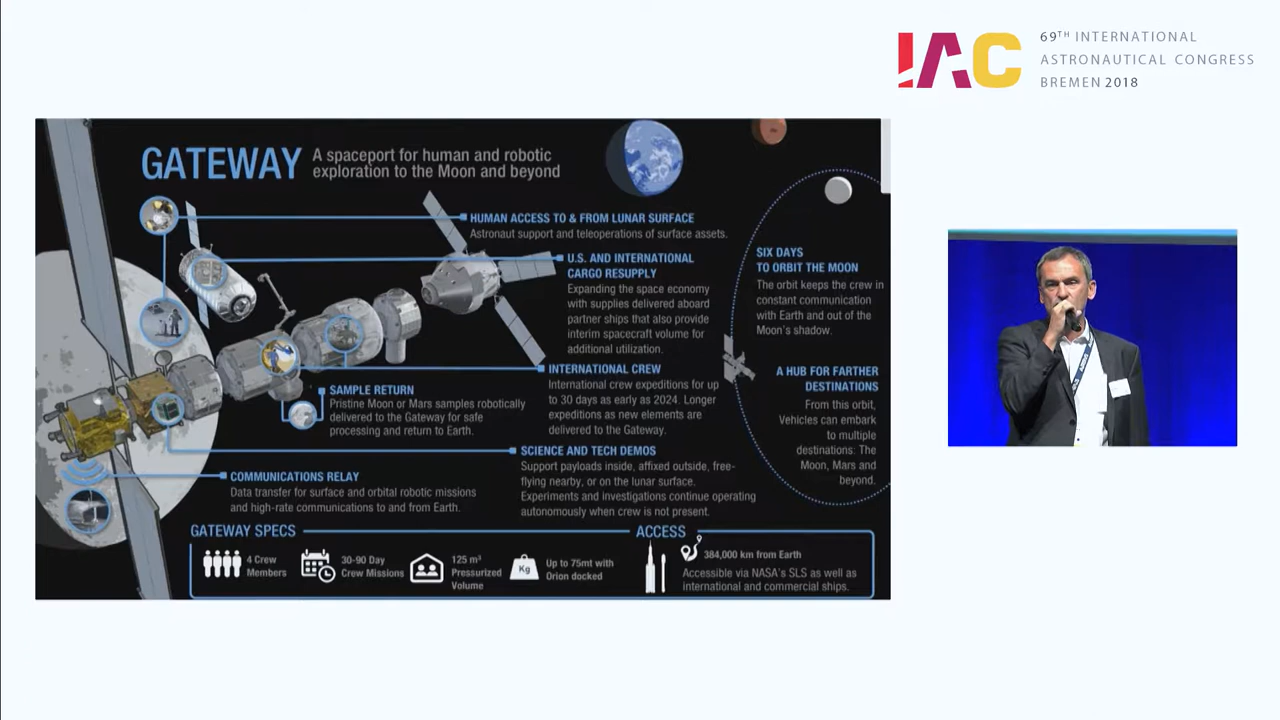 IAC
69TH INTERNATIONAL
ASTRONAUTICAL CONGRESS
BREMEN 2018
GATEWAY
A spaceport for human and robotic
exploration to the Moon and beyond
HUMAN ACCESS TO & FROM LUNAR SURFACE
Astronaut support and teleoperations of surface assets.
U.S. AND INTERNATIONAL
CARGO RESUPPLY
Expanding the space economy
with supplies delivered aboard
partner ships that also provide
interim spacecraft volume for
additional utilization.
SIX DAYS
TO ORBIT THE MOON
The orbit keeps the crew in
constant communication
with Earth and out of the
Moon's shadow.
INTERNATIONAL CREW
International crew expeditions for up
to 30 days as early as 2024. Longer
expeditions as new elements are
delivered to the Gateway.
A HUB FOR FARTHER
DESTINATIONS
From this orbit,
Vehicles can embark
to multiple
destinations: The
Moon, Mars and
beyond.
SAMPLE RETURN
Pristine Moon or Mars samples robotically
delivered to the Gateway for safe
processing and return to Earth.
SCIENCE AND TECH DEMOS
Support payloads inside, affixed outside, free-
flying nearby, or on the lunar surface.
Experiments and investigations continue operating
autonomously when crew is not present.
COMMUNICATIONS RELAY
Data transfer for surface and orbital robotic missions
and high-rate communications to and from Earth.
GATEWAY SPECS
4 Crew
Members
30-90 Day
Crew Missions
125 m³
Pressurized
Volume
Kg
Up to 75mt with
Orion docked
ACCESS
384,000 km from Earth
Accessible via NASA's SLS as well as
international and commercial ships.